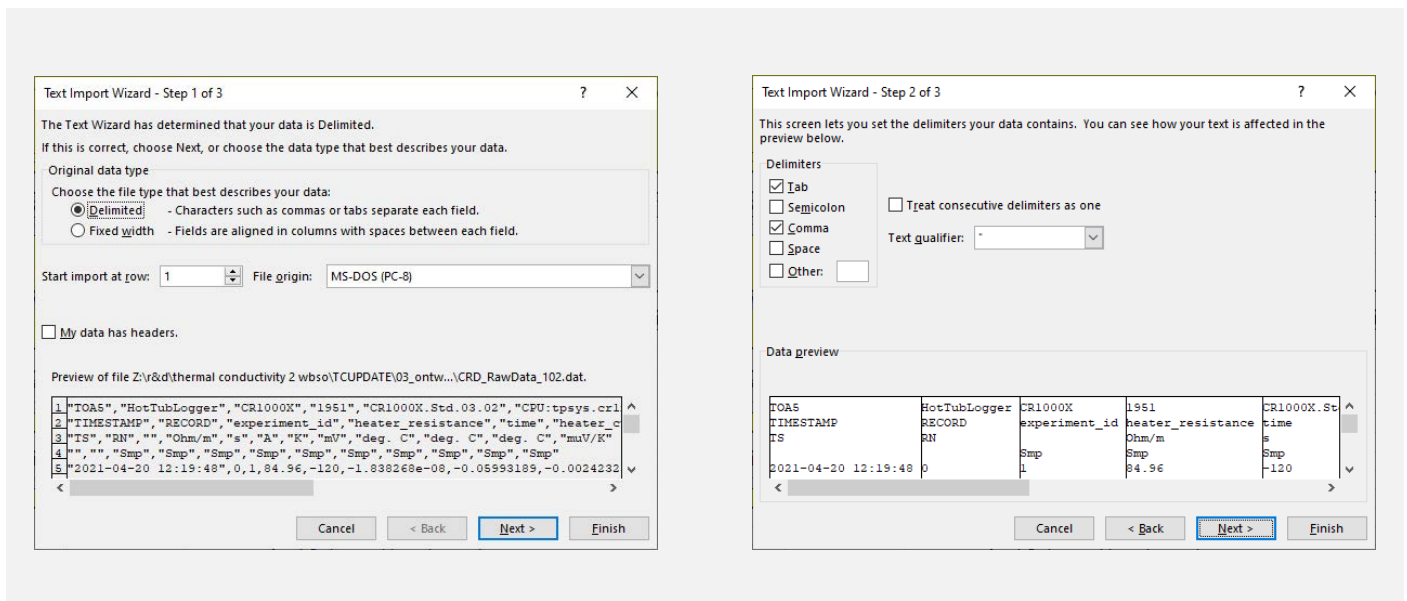 Text Import Wizard - Step 1 of 3
The Text Wizard has determined that your data is Delimited.
If this is correct, choose Next, or choose the data type that best describes your data.
Original data type
Choose the file type that best describes your data:
Delimited - Characters such as commas or tabs separate each field.
Fixed width - Fields are aligned in columns with spaces between each field.
Start import at row: 1 File origin: MS-DOS (PC-8)
My data has headers.
Preview of file Z:\r&d\thermal conductivity 2 wbso\TCUPDATE\03_ontw...\CRD_RawData_102.dat.
1 "TOA5","HotTubLogger","CR1000X","1951","CR1000X.Std.03.02","CPU:tpsys.cr1
2 "TIMESTAMP","RECORD","experiment_id","heater_resistance","time","heater_c
3 "TS","RN","","Ohm/m","s","A","K","mV","deg. C","deg. C","deg. C","muV/K"
4 "","","Smp","Smp","Smp","Smp","Smp","Smp","Smp","Smp","Smp","Smp"
5 "2021-04-20 12:19:48",0,1,84.96,-120,-1.838268e-08,-0.05993189,-0.0024232
Cancel < Back Next > Finish
Text Import Wizard - Step 2 of 3
This screen lets you set the delimiters your data contains. You can see how your text is affected in the
preview below.
Delimiters
Tab
Semicolon
Comma
Space
Other:
Treat consecutive delimiters as one
Text qualifier: "
Data preview
TOA5 HotTubLogger CR1000X 1951 CR1000X.St
TIMESTAMP RECORD experiment_id heater_resistance time
TS RN Ohm/m s
Smp Smp Smp
2021-04-20 12:19:48 0 1 84.96 -120
Cancel < Back Next > Finish